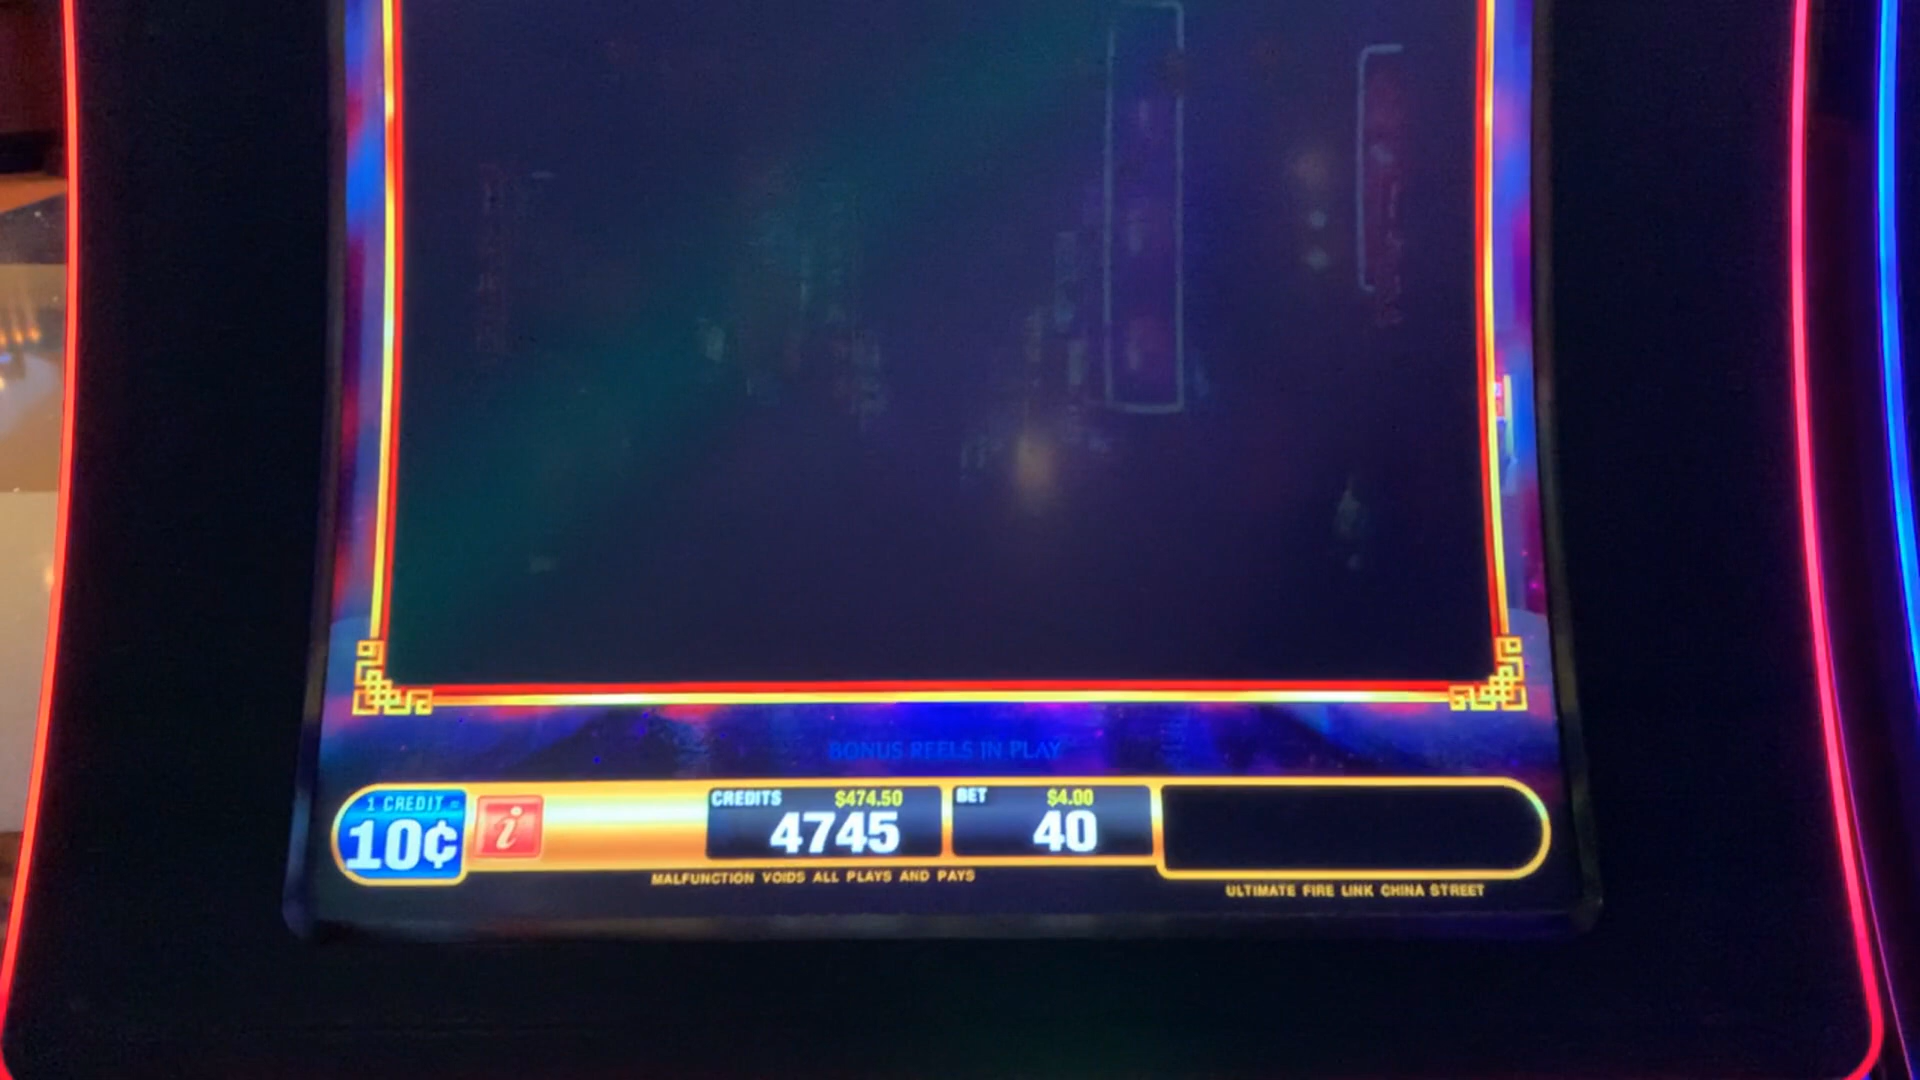 BONUS REELS IN PLAY
1 CREDIT =
10¢
i
CREDITS $474.50
4745
BET $4.00
40
MALFUNCTION VOIDS ALL PLAYS AND PAYS
ULTIMATE FIRE LINK CHINA STREET